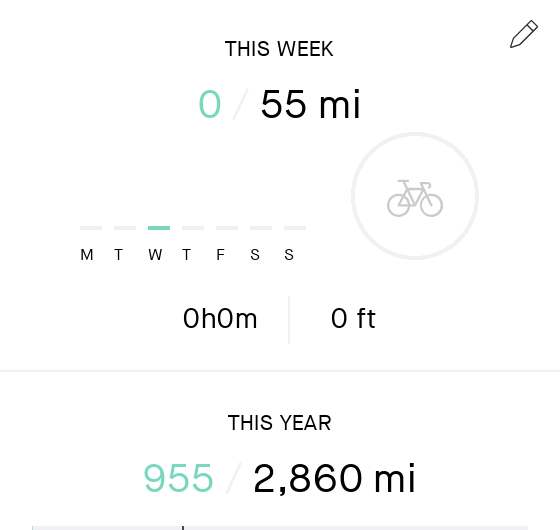 THIS WEEK
0 / 55 mi
M T W T F S S
0h0m 0 ft
THIS YEAR
955 / 2,860 mi